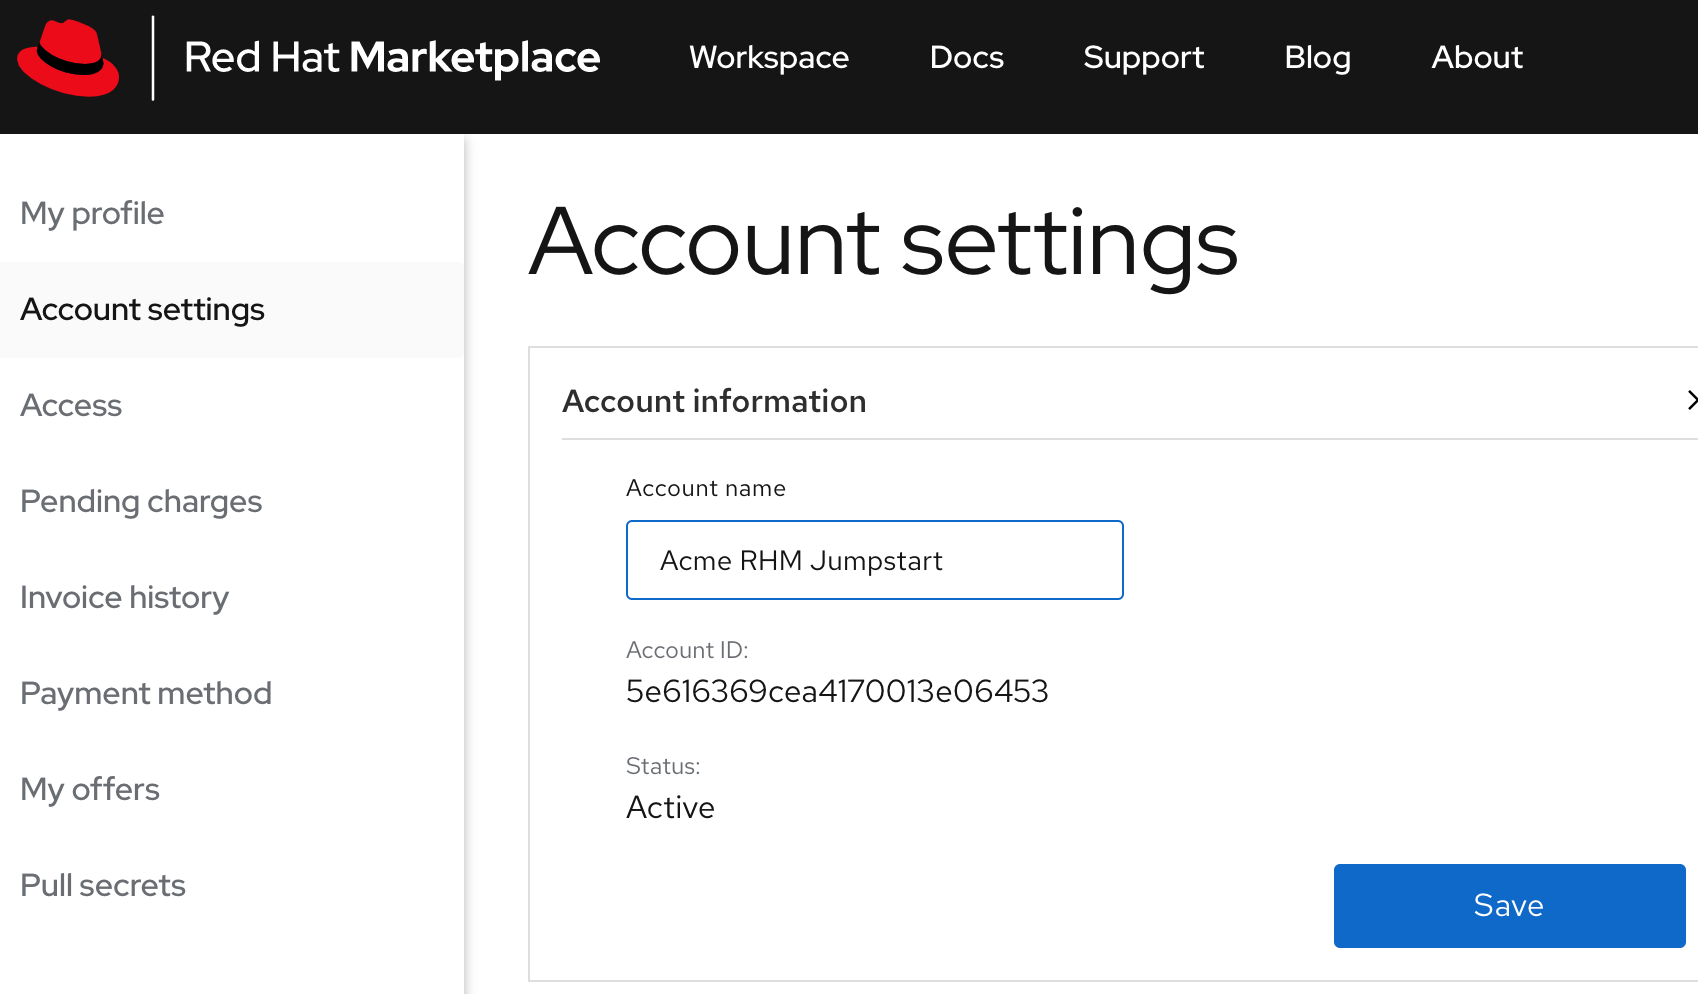 Red Hat Marketplace
Workspace
Docs
Support
Blog
About
My profile
Account settings
Access
Pending charges
Invoice history
Payment method
My offers
Pull secrets
Account settings
Account information
Account name
Acme RHM Jumpstart
Account ID:
5e616369cea4170013e06453
Status:
Active
Save